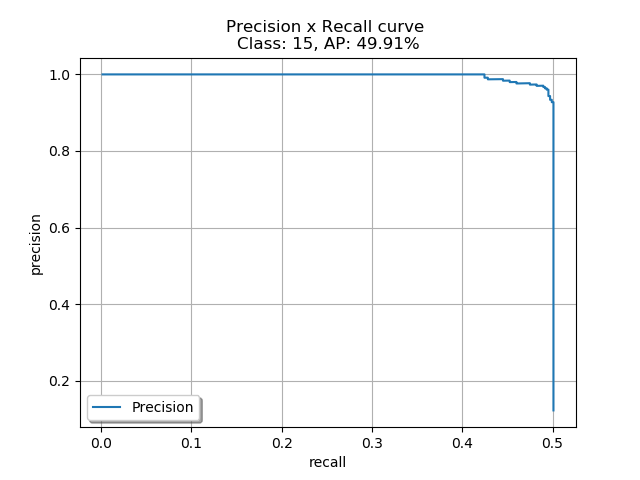 Precision x Recall curve
Class: 15, AP: 49.91%
1.0
0.8
0.6
0.4
0.2
precision
Precision
0.0 0.1 0.2 0.3 0.4 0.5
recall